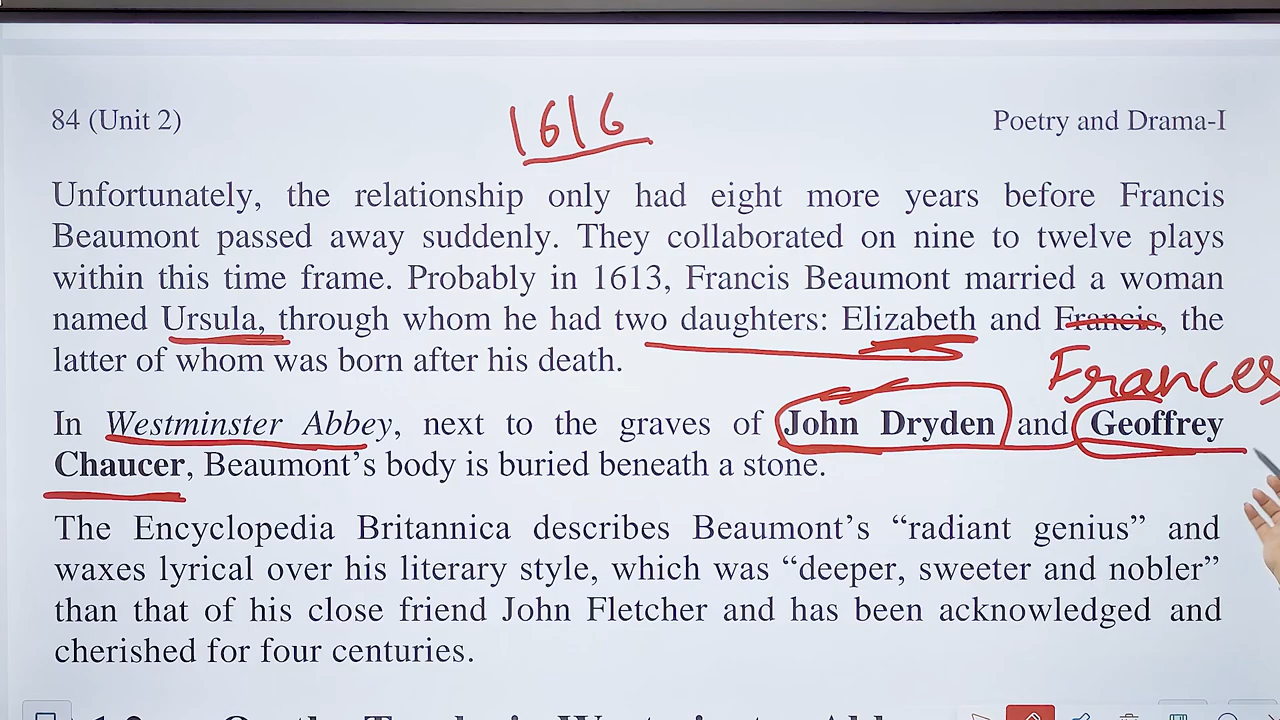 84 (Unit 2) 1616 Poetry and Drama-I
Unfortunately, the relationship only had eight more years before Francis
Beaumont passed away suddenly. They collaborated on nine to twelve plays
within this time frame. Probably in 1613, Francis Beaumont married a woman
named Ursula, through whom he had two daughters: Elizabeth and Francis, the
latter of whom was born after his death.
Frances
In Westminster Abbey, next to the graves of John Dryden and Geoffrey
Chaucer, Beaumont's body is buried beneath a stone.
The Encyclopedia Britannica describes Beaumont's “radiant genius” and
waxes lyrical over his literary style, which was “deeper, sweeter and nobler”
than that of his close friend John Fletcher and has been acknowledged and
cherished for four centuries.